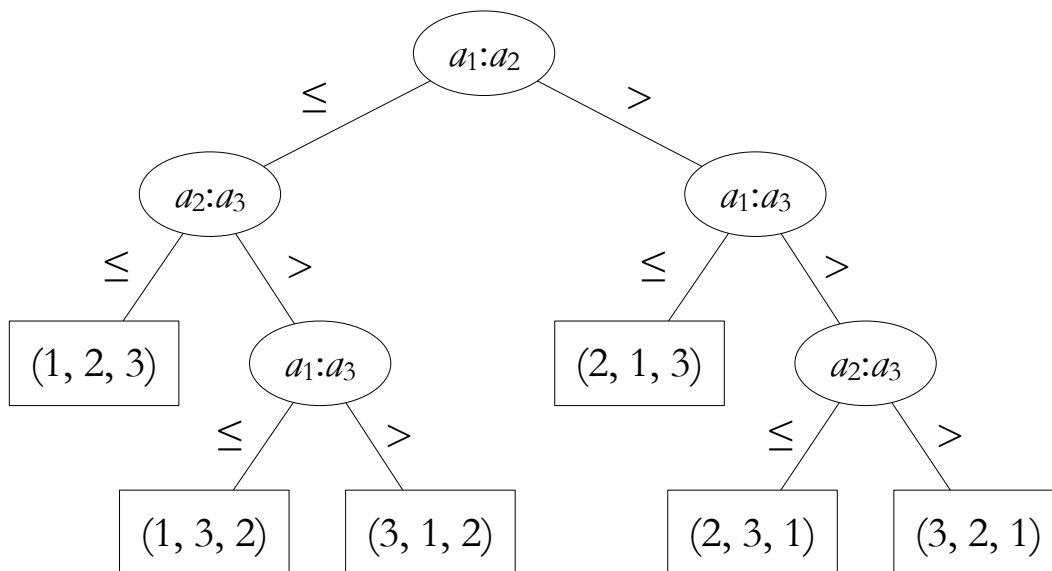 a₁:a₂
≤ >
a₂:a₃ a₁:a₃
≤ > ≤ >
(1, 2, 3) a₁:a₃ (2, 1, 3) a₂:a₃
≤ > ≤ >
(1, 3, 2) (3, 1, 2) (2, 3, 1) (3, 2, 1)